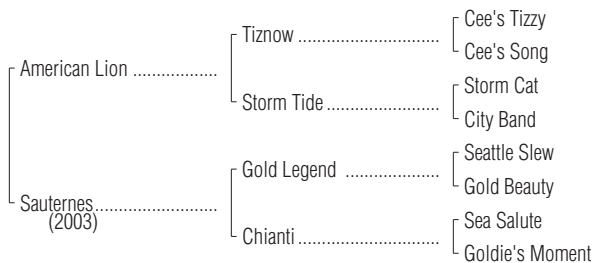 Cee's Tizzy
Tiznow ..................................
Cee's Song
American Lion ....................
Storm Cat
Storm Tide ...........................
City Band
Seattle Slew
Gold Legend ......................
Gold Beauty
Sauternes.............................
(2003)
Sea Salute
Chianti ..................................
Goldie's Moment